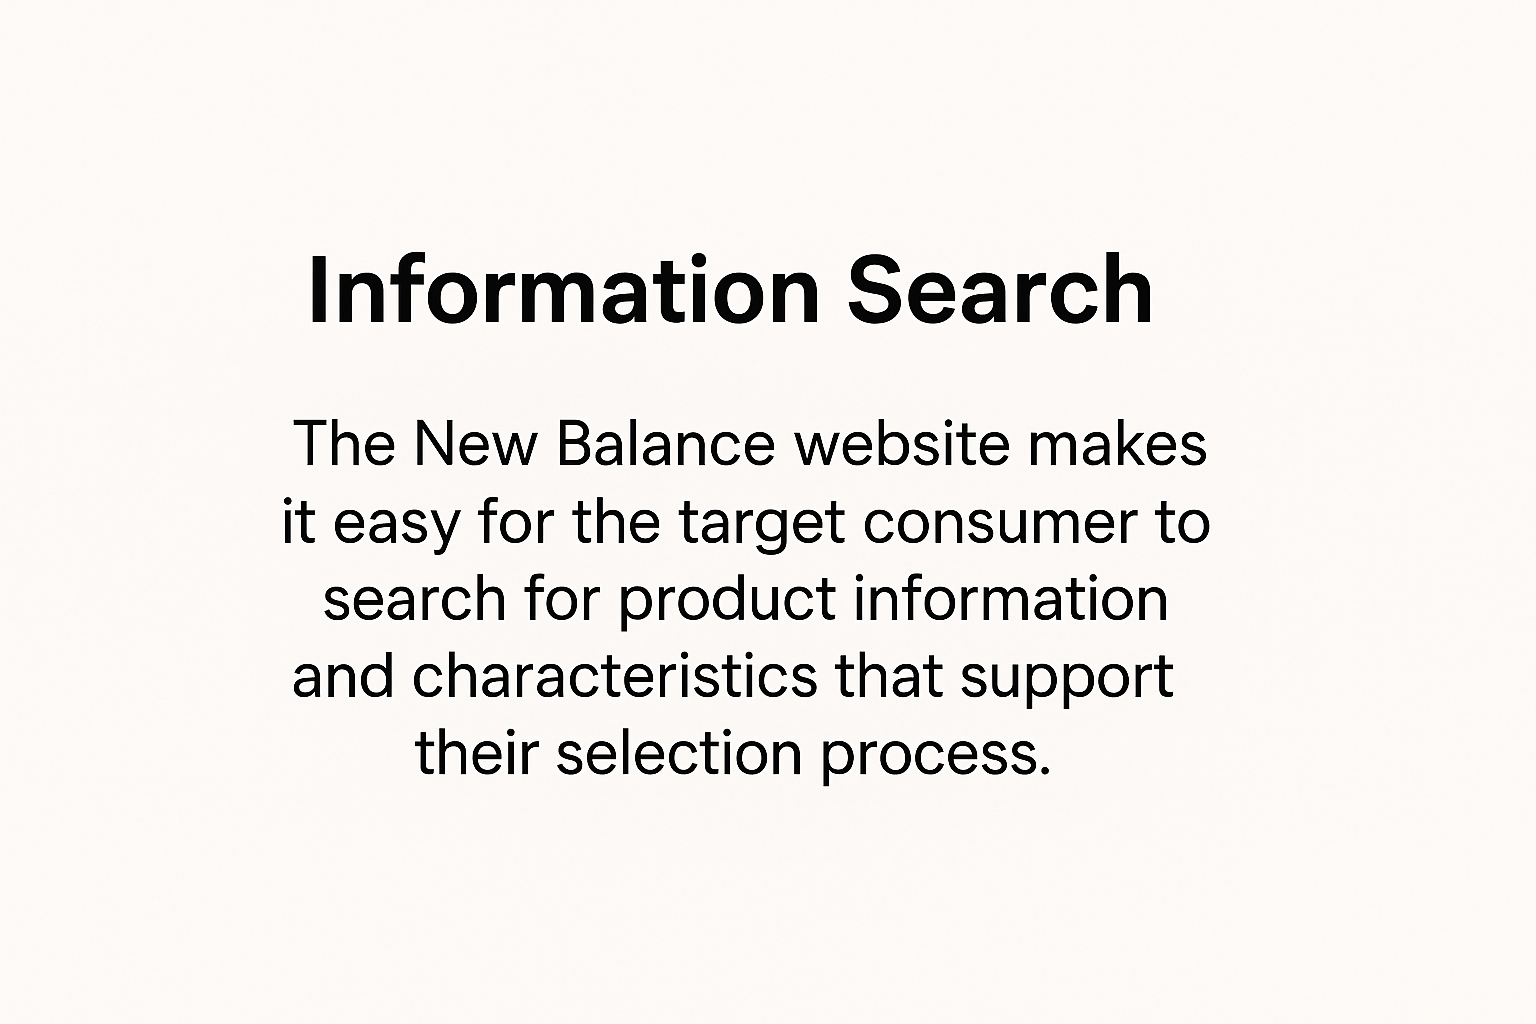 Information Search
The New Balance website makes
it easy for the target consumer to
search for product information
and characteristics that support
their selection process.